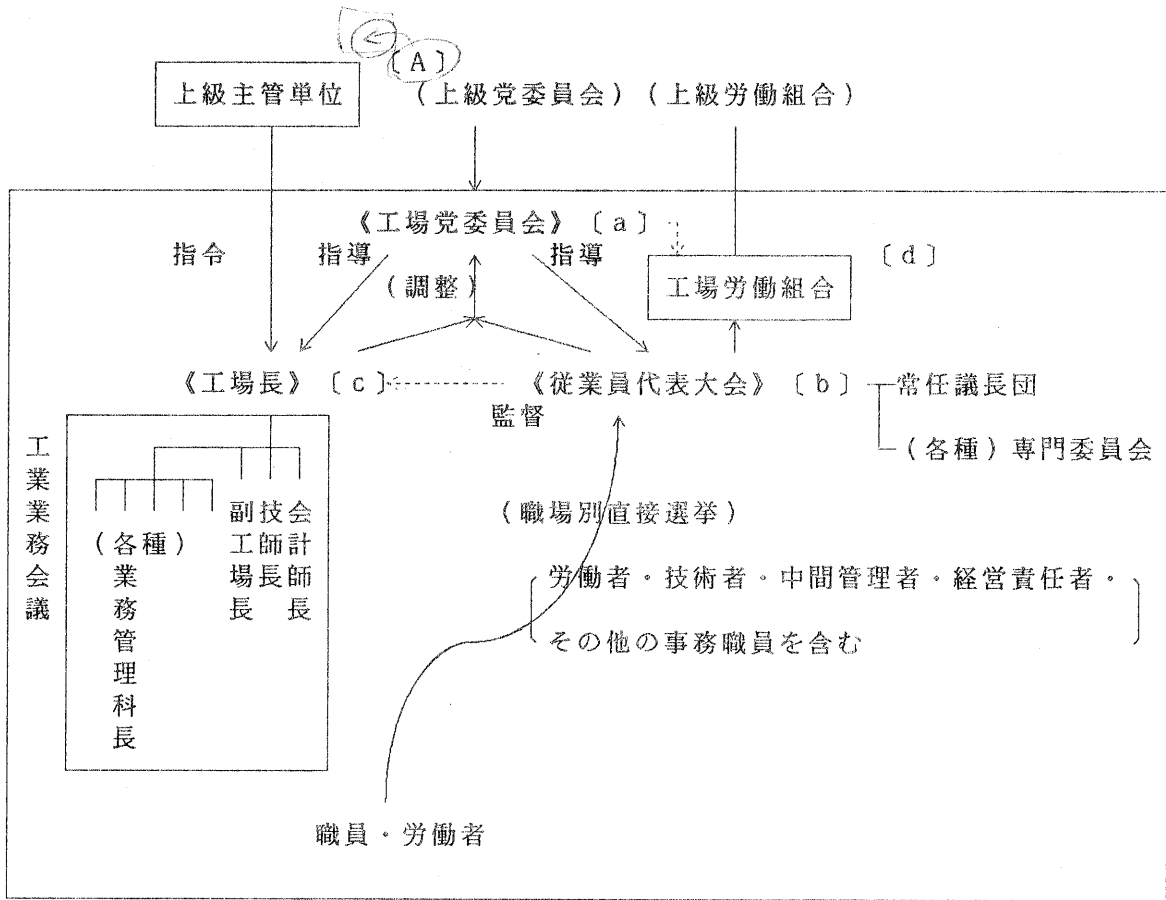 〔A〕
上級主管単位 (上級党委員会) (上級労働組合)
《工場党委員会》〔a〕
指令 指導 指導 〔d〕
(調整) 工場労働組合
《工場長》〔c〕 《従業員代表大会》〔b〕 常任議長団
監督
(各種)専門委員会
工業業務会議
副工場長
技師長
会計師長
(各種)業務管理科長
(職場別直接選挙)
労働者・技術者・中間管理者・経営責任者・
その他の事務職員を含む
職員・労働者